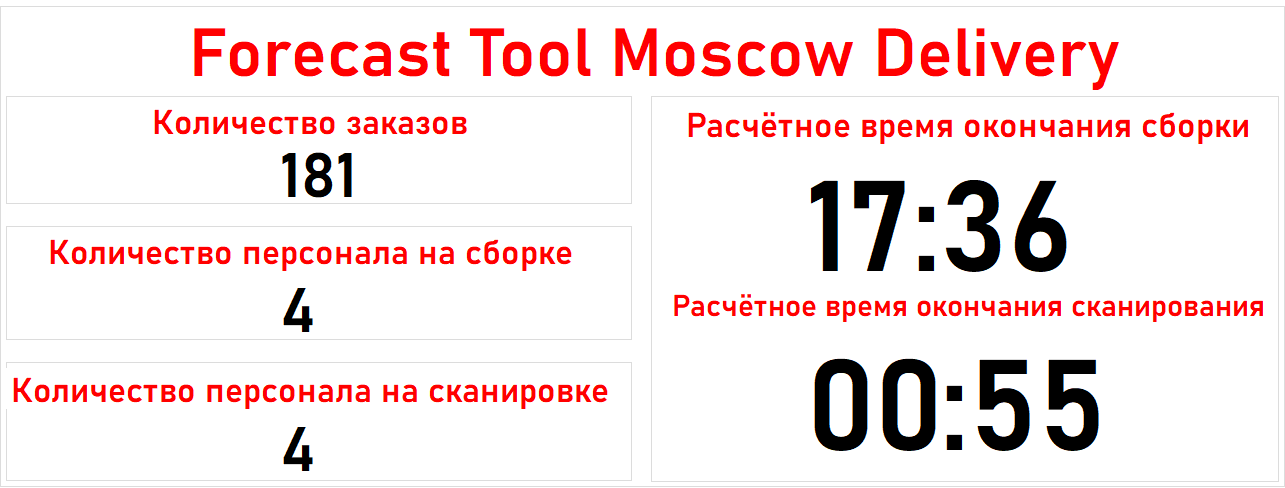 Forecast Tool Moscow Delivery
Количество заказов
181
Количество персонала на сборке
4
Количество персонала на сканировке
4
Расчётное время окончания сборки
17:36
Расчётное время окончания сканирования
00:55